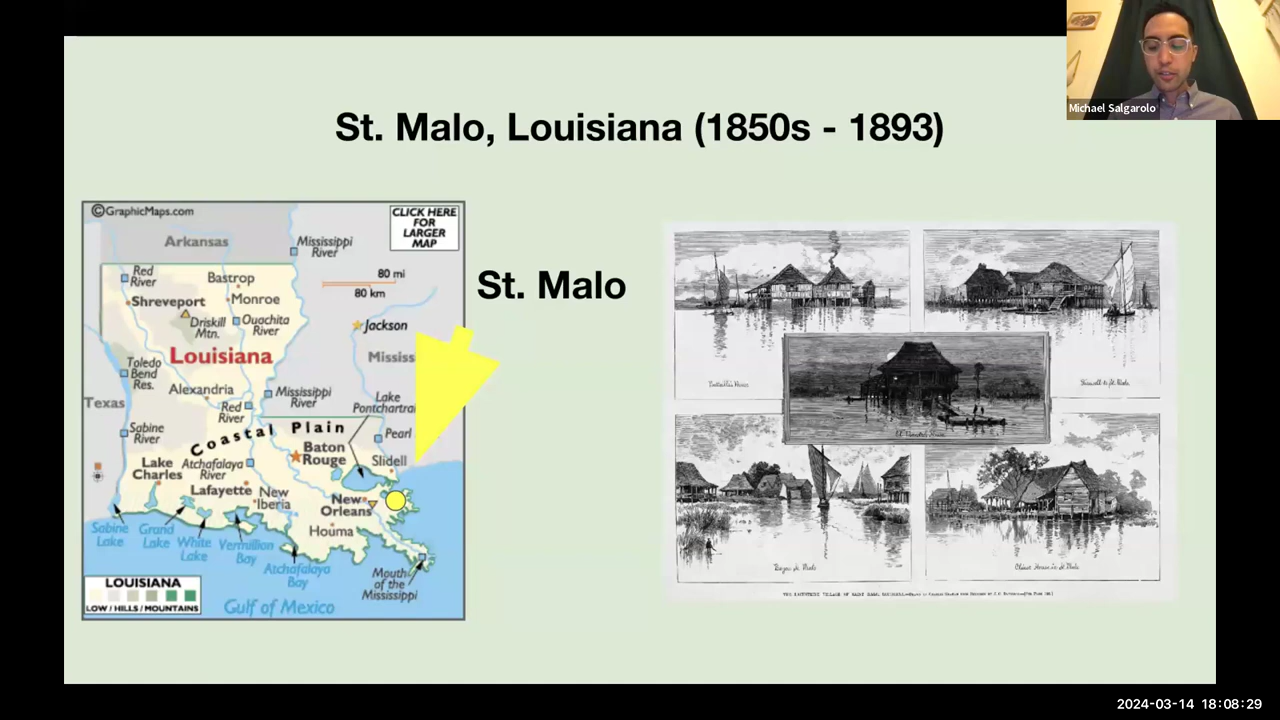 Michael Salgarolo
St. Malo, Louisiana (1850s - 1893)
©GraphicMaps.com
CLICK HERE
FOR
LARGER
MAP
Arkansas
Mississippi
River
Red
River
Bastrop
80 mi
80 km
St. Malo
Shreveport
Monroe
Driskill
Mtn.
Ouachita
River
Jackson
Louisiana
Mississ
Toledo
Bend
Res.
Alexandria
Mississippi
River
Texas
Red
River
Lake
Pontchartrai
Sabine
River
Coastal Plain
Pearl
Baton
Rouge
Lake
Charles
Atchafalaya
River
Slidell
Lafayette
New
Iberia
New
Orleans
Houma
Sabine
Lake
Grand
Lake
White
Lake
Vermillion
Bay
Atchafalaya
Bay
Mouth
of the
Mississippi
LOUISIANA
LOW / HILLS / MOUNTAINS
Gulf of Mexico
2024-03-14 18:08:29